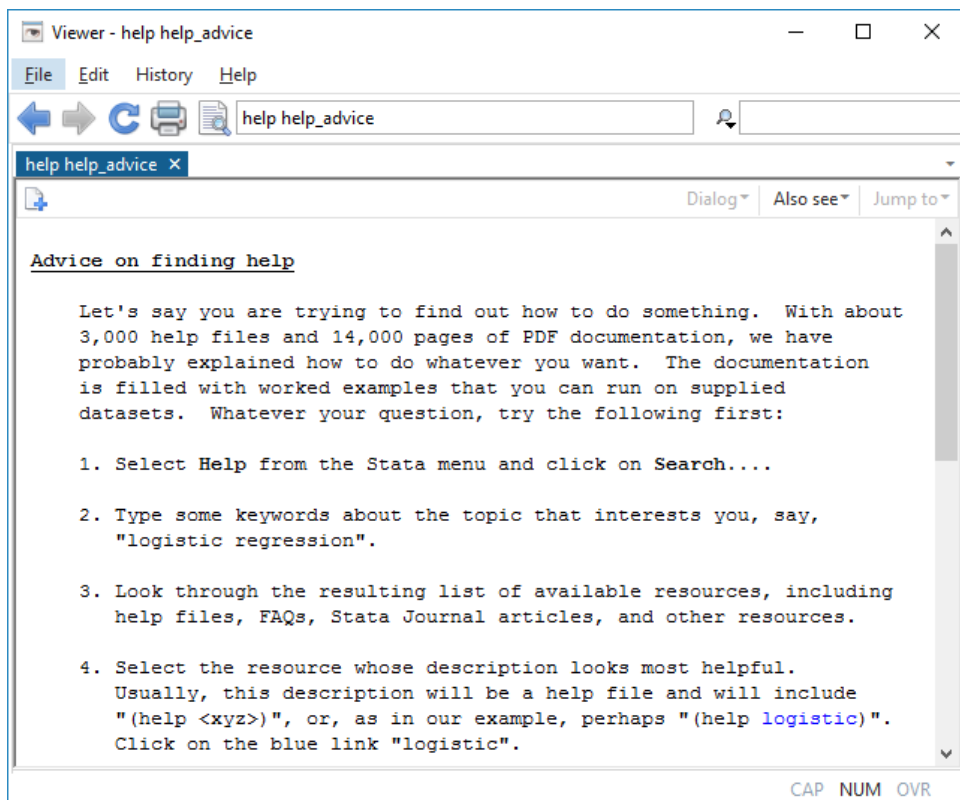 Viewer - help help_advice
File Edit History Help
help help_advice
help help_advice
Dialog Also see Jump to
Advice on finding help
Let's say you are trying to find out how to do something.  With about
3,000 help files and 14,000 pages of PDF documentation, we have
probably explained how to do whatever you want.  The documentation
is filled with worked examples that you can run on supplied
datasets.  Whatever your question, try the following first:
1. Select Help from the Stata menu and click on Search....
2. Type some keywords about the topic that interests you, say,
"logistic regression".
3. Look through the resulting list of available resources, including
help files, FAQs, Stata Journal articles, and other resources.
4. Select the resource whose description looks most helpful.
Usually, this description will be a help file and will include
"(help <xyz>)", or, as in our example, perhaps "(help logistic)".
Click on the blue link "logistic".
CAP NUM OVR